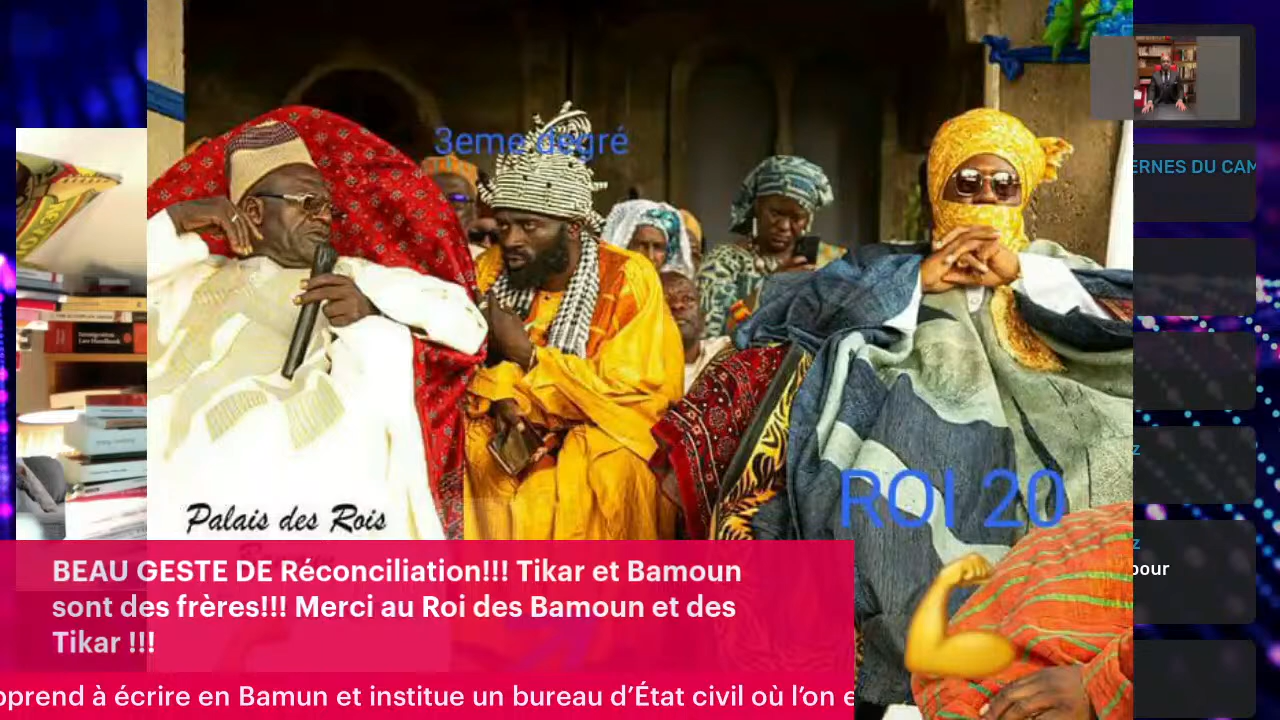 3eme degré
ERNES DU CAM
ROI 20
Palais des Rois
z
z
pour
BEAU GESTE DE Réconciliation!!! Tikar et Bamoun
sont des frères!!! Merci au Roi des Bamoun et des
Tikar !!!
pprend à écrire en Bamun et institue un bureau d'État civil où l'on e